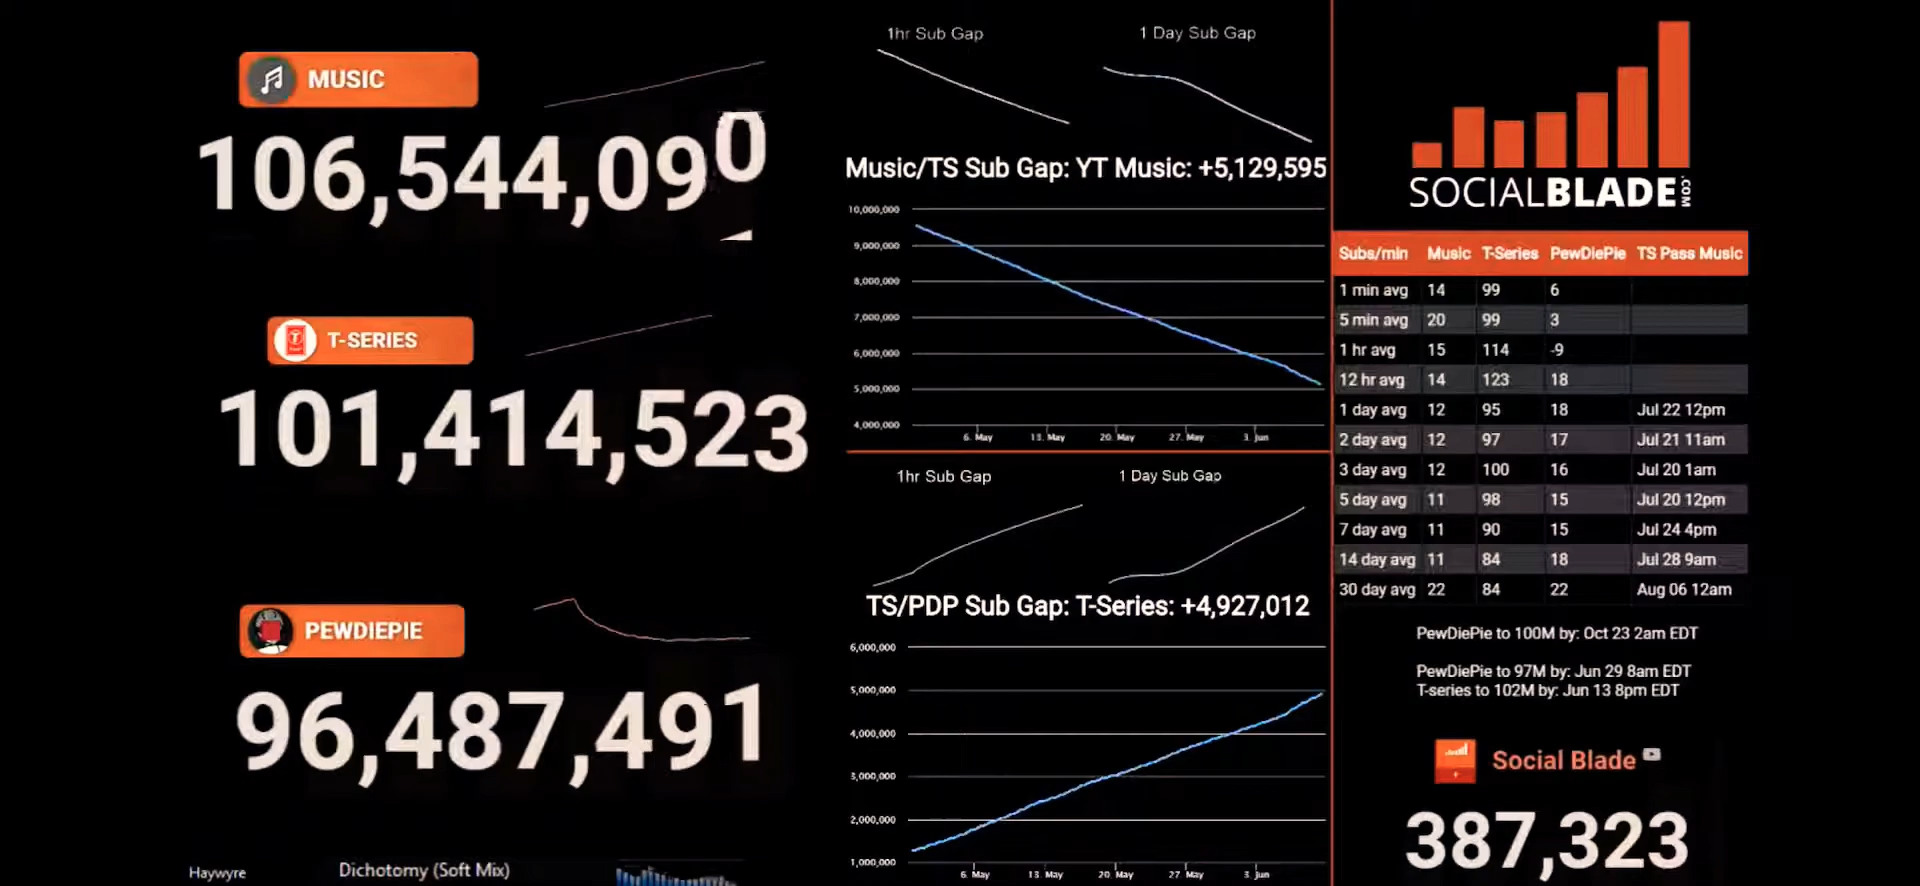 MUSIC
106,544,090
T-SERIES
101,414,523
PEWDIEPIE
96,487,491
Haywyre
Dichotomy (Soft Mix)
1hr Sub Gap
1 Day Sub Gap
Music/TS Sub Gap: YT Music: +5,129,595
10,000,000
9,000,000
8,000,000
7,000,000
6,000,000
5,000,000
4,000,000
6. May 13. May 20. May 27. May 3. Jun
1hr Sub Gap
1 Day Sub Gap
TS/PDP Sub Gap: T-Series: +4,927,012
6,000,000
5,000,000
4,000,000
3,000,000
2,000,000
1,000,000
6. May 13. May 20. May 27. May 3. Jun
SOCIALBLADE.COM
Subs/min Music T-Series PewDiePie TS Pass Music
1 min avg 14 99 6
5 min avg 20 99 3
1 hr avg 15 114 -9
12 hr avg 14 123 18
1 day avg 12 95 18 Jul 22 12pm
2 day avg 12 97 17 Jul 21 11am
3 day avg 12 100 16 Jul 20 1am
5 day avg 11 98 15 Jul 20 12pm
7 day avg 11 90 15 Jul 24 4pm
14 day avg 11 84 18 Jul 28 9am
30 day avg 22 84 22 Aug 06 12am
PewDiePie to 100M by: Oct 23 2am EDT
PewDiePie to 97M by: Jun 29 8am EDT
T-series to 102M by: Jun 13 8pm EDT
Social Blade
387,323